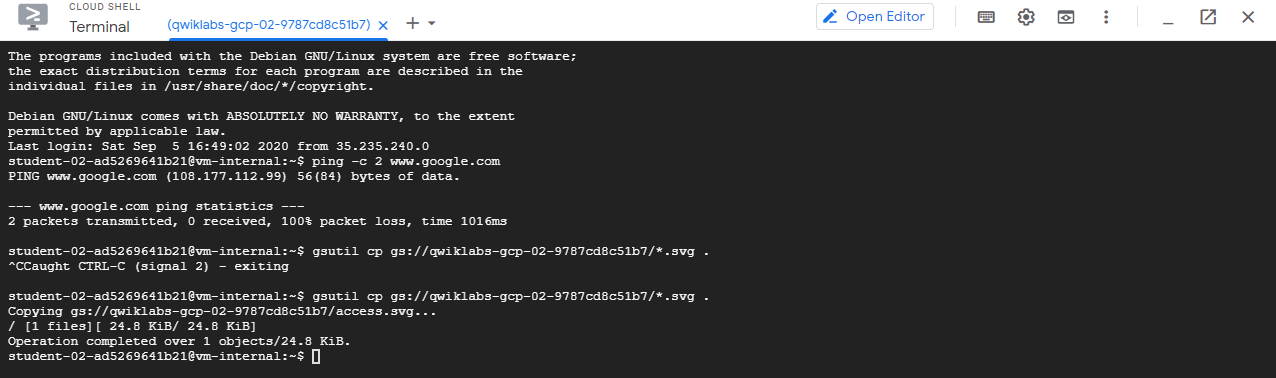 CLOUD SHELL
Terminal
(qwiklabs-gcp-02-9787cd8c51b7)
Open Editor
The programs included with the Debian GNU/Linux system are free software;
the exact distribution terms for each program are described in the
individual files in /usr/share/doc/*/copyright.
Debian GNU/Linux comes with ABSOLUTELY NO WARRANTY, to the extent
permitted by applicable law.
Last login: Sat Sep  5 16:49:02 2020 from 35.235.240.0
student-02-ad5269641b21@vm-internal:~$ ping -c 2 www.google.com
PING www.google.com (108.177.112.99) 56(84) bytes of data.
--- www.google.com ping statistics ---
2 packets transmitted, 0 received, 100% packet loss, time 1016ms
student-02-ad5269641b21@vm-internal:~$ gsutil cp gs://qwiklabs-gcp-02-9787cd8c51b7/*.svg .
^CCaught CTRL-C (signal 2) - exiting
student-02-ad5269641b21@vm-internal:~$ gsutil cp gs://qwiklabs-gcp-02-9787cd8c51b7/*.svg .
Copying gs://qwiklabs-gcp-02-9787cd8c51b7/access.svg...
/ [1 files][ 24.8 KiB/ 24.8 KiB]
Operation completed over 1 objects/24.8 KiB.
student-02-ad5269641b21@vm-internal:~$